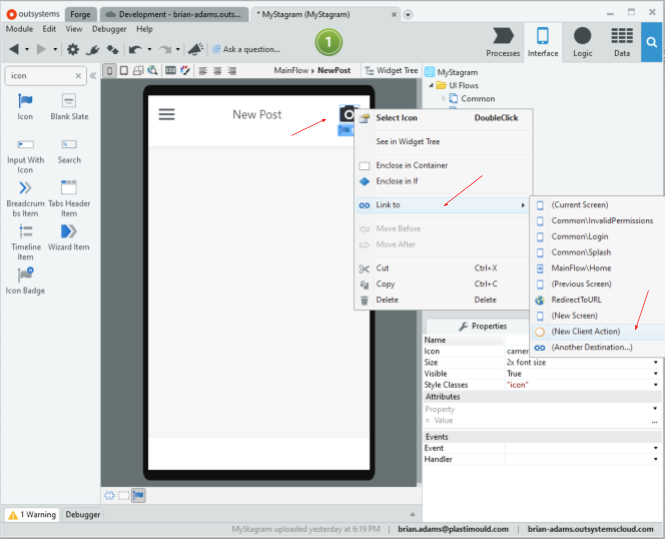 outsystems
Forge
Development - brian-adams.outs...
* MyStagram (MyStagram)
Module Edit View Debugger Help
1
Ask a question...
Processes
Interface
Logic
Data
icon
MainFlow ▸ NewPost
Widget Tree
MyStagram
UI Flows
Common
Icon
Blank Slate
Input With Icon
Search
Breadcrum bs Item
Tabs Header Item
Timeline Item
Wizard Item
Icon Badge
New Post
Select Icon DoubleClick
See in Widget Tree
Enclose in Container
Enclose in If
Link to
Move Before
Move After
Cut Ctrl+X
Copy Ctrl+C
Delete Delete
(Current Screen)
Common\InvalidPermissions
Common\Login
Common\Splash
MainFlow\Home
(Previous Screen)
RedirectToURL
(New Screen)
(New Client Action)
(Another Destination...)
Properties
Name
Icon camer
Size 2x font size
Visible True
Style Classes "icon"
Attributes
Property
= Value ...
Events
Event
Handler
1 Warning Debugger
MyStagram uploaded yesterday at 6:19 PM | brian.adams@plastimould.com | brian-adams.outsystemscloud.com